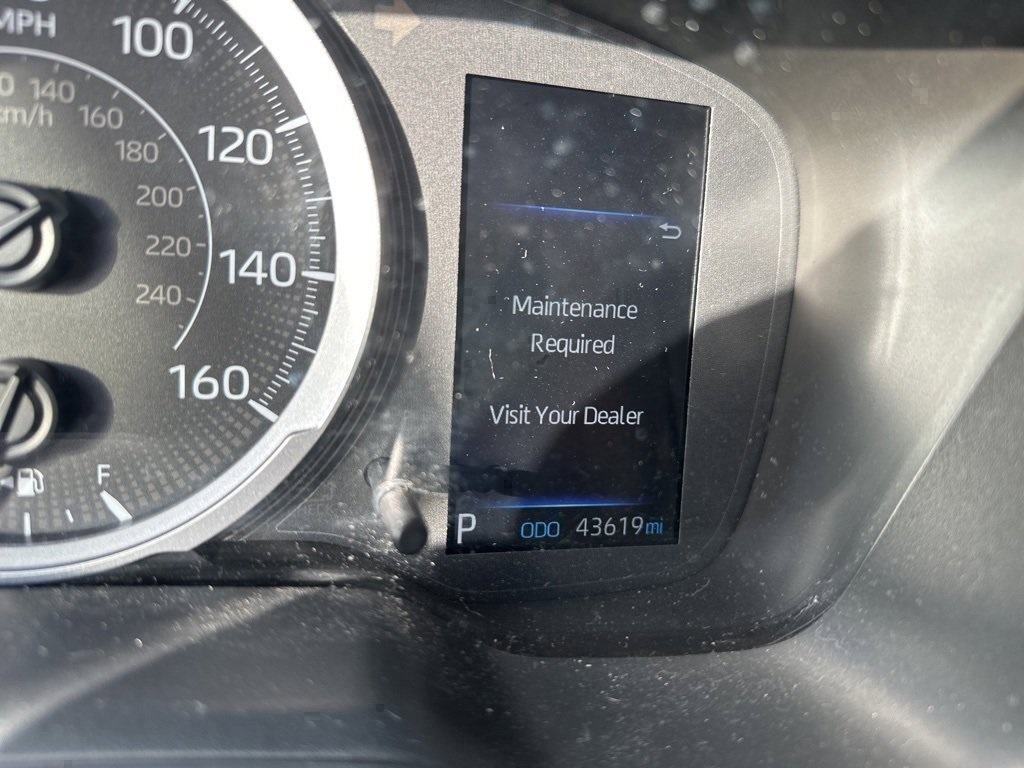 MPH
100
120
140
160
140
160
180
200
220
240
km/h
F
Maintenance
Required
Visit Your Dealer
P ODO 43619 mi